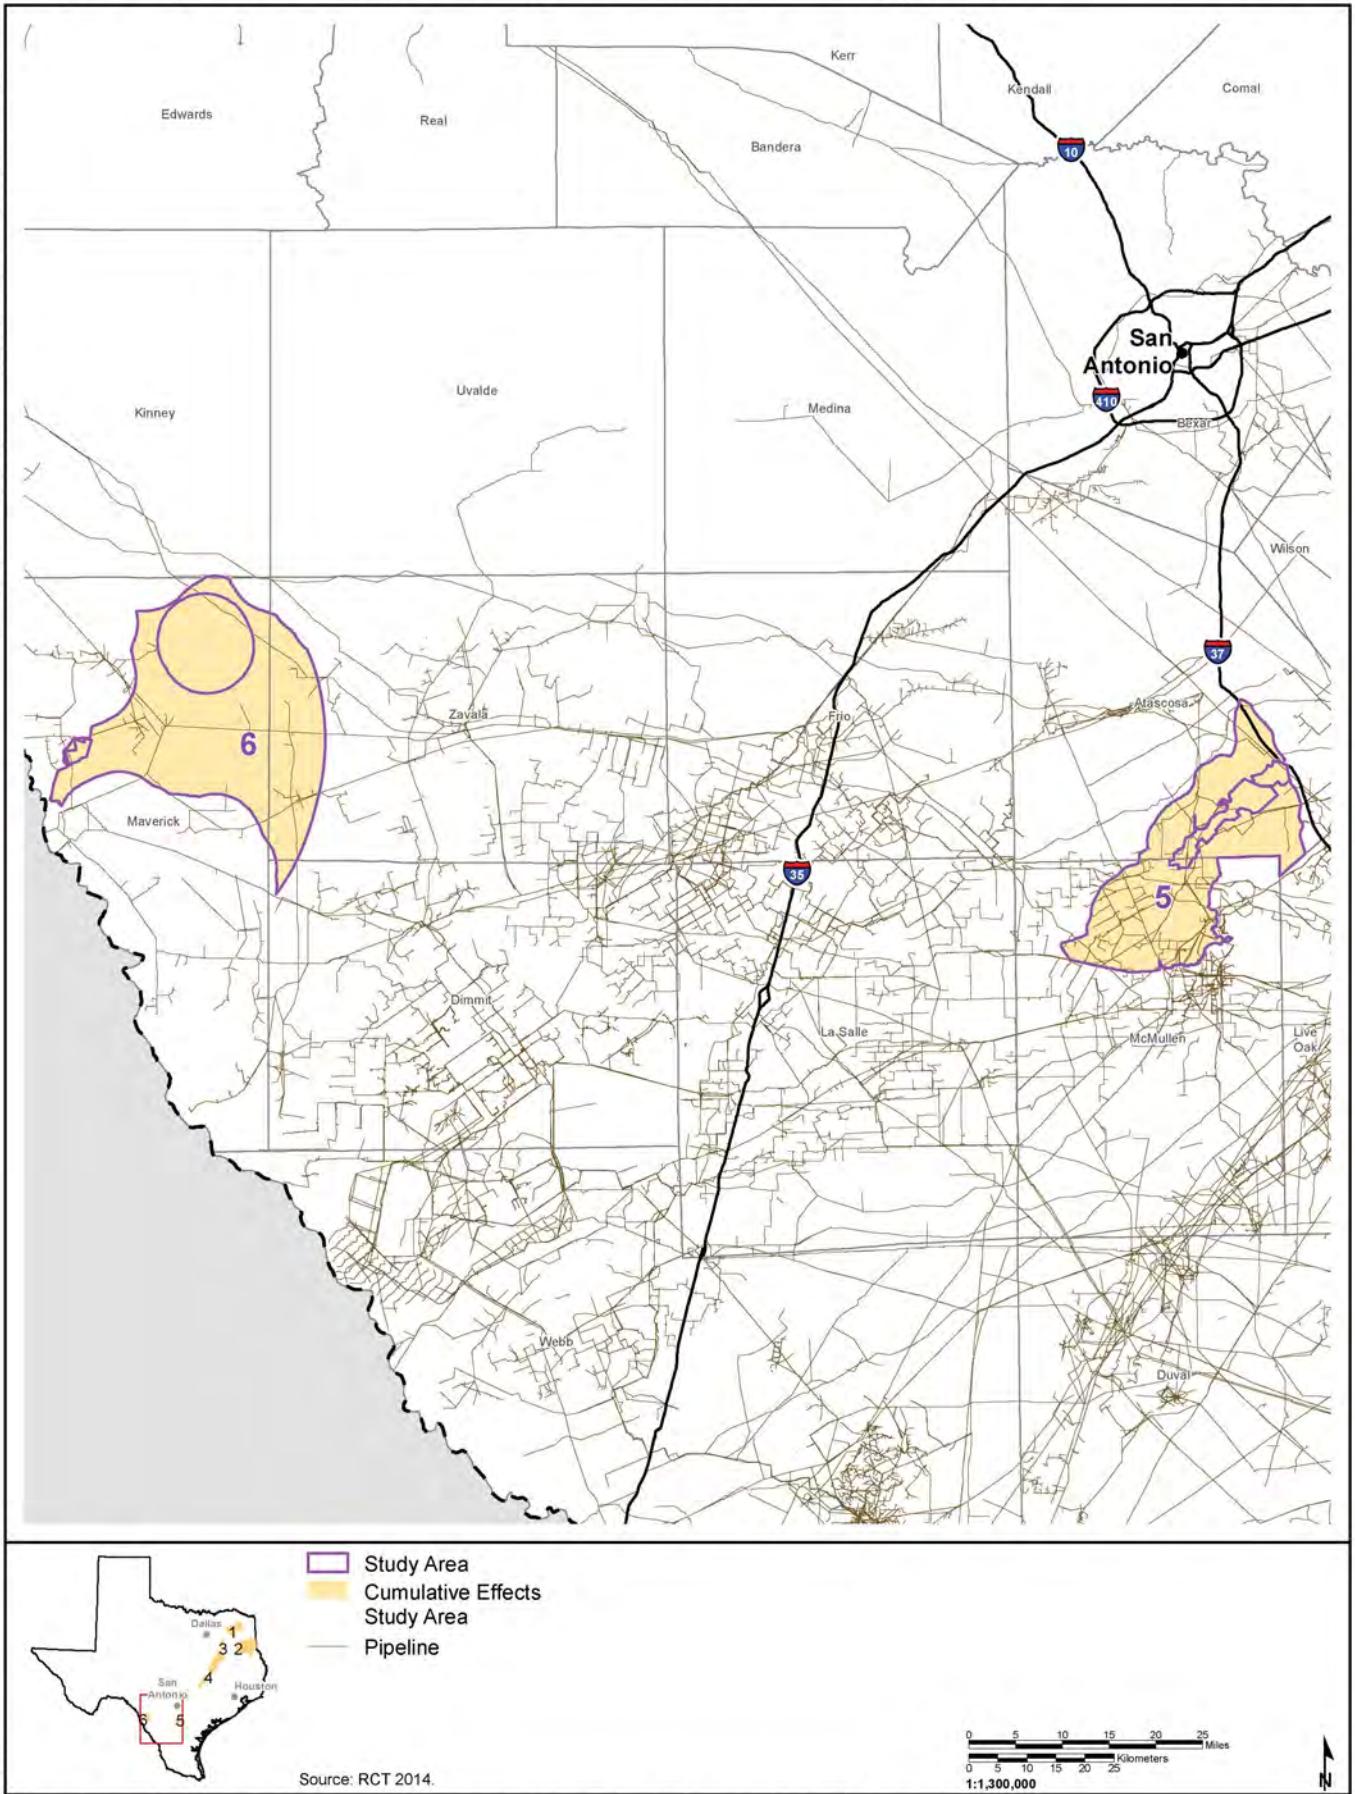 Kerr
Kendall
Comal
Edwards
Real
Bandera
10
San
Antonio
410
Kinney
Uvalde
Medina
Bexar
Wilson
37
Zavala
Frio
Atascosa
6
Maverick
35
5
Dimmit
La Salle
McMullen
Live
Oak
Webb
Duval
Study Area
Cumulative Effects
Study Area
Pipeline
Dallas
1
3 2
4
San
Antonio
Houston
6
5
Source: RCT 2014.
0 5 10 15 20 25
Miles
Kilometers
0 5 10 15 20 25
1:1,300,000
N